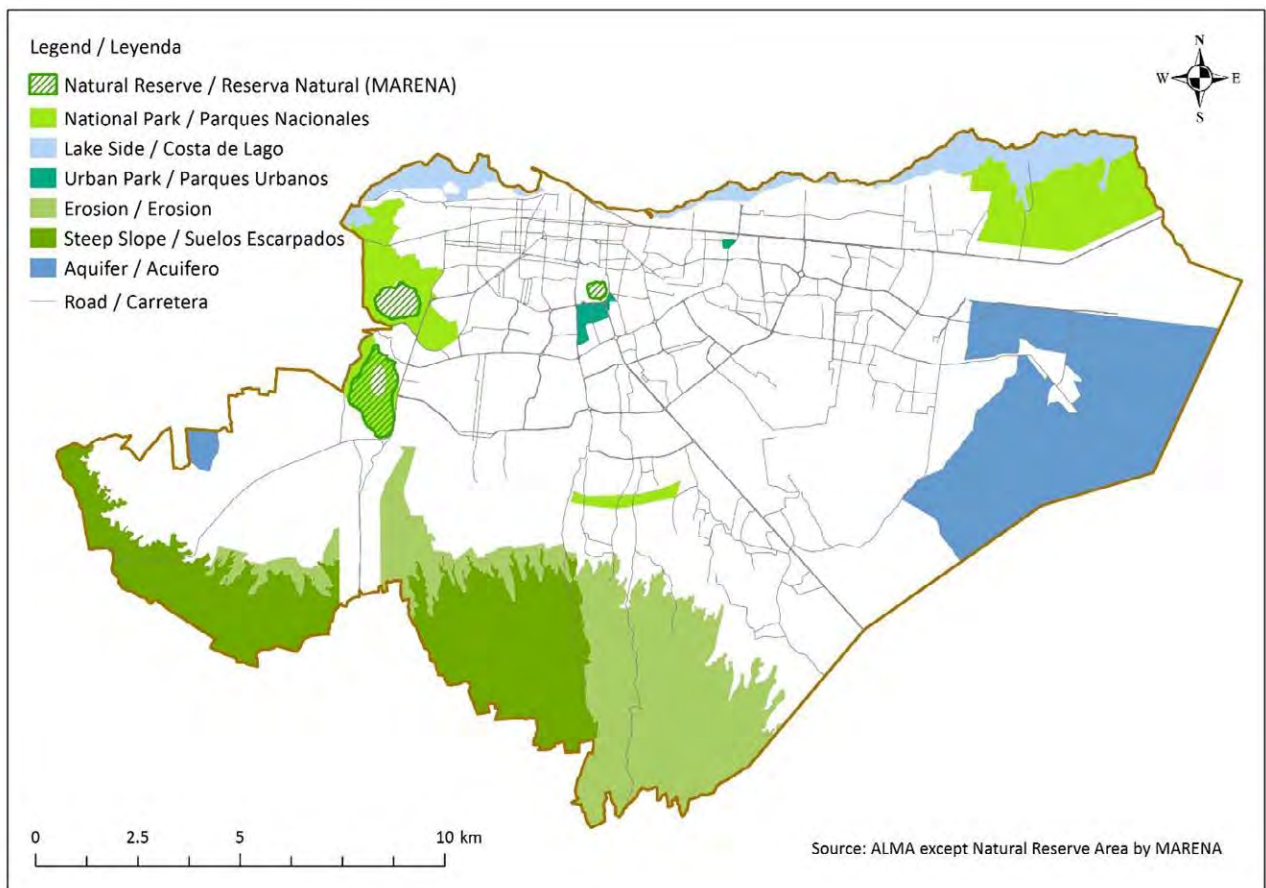 Legend / Leyenda
Natural Reserve / Reserva Natural (MARENA)
National Park / Parques Nacionales
Lake Side / Costa de Lago
Urban Park / Parques Urbanos
Erosion / Erosion
Steep Slope / Suelos Escarpados
Aquifer / Acuifero
Road / Carretera
N
W E
S
0 2.5 5 10 km
Source: ALMA except Natural Reserve Area by MARENA